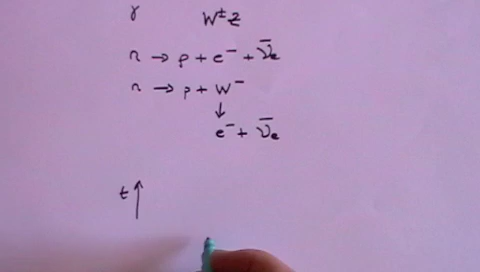 γ W±Z
n → p + e⁻ + ν̄ₑ
n → p + W⁻
↓
e⁻ + ν̄ₑ
t ↑